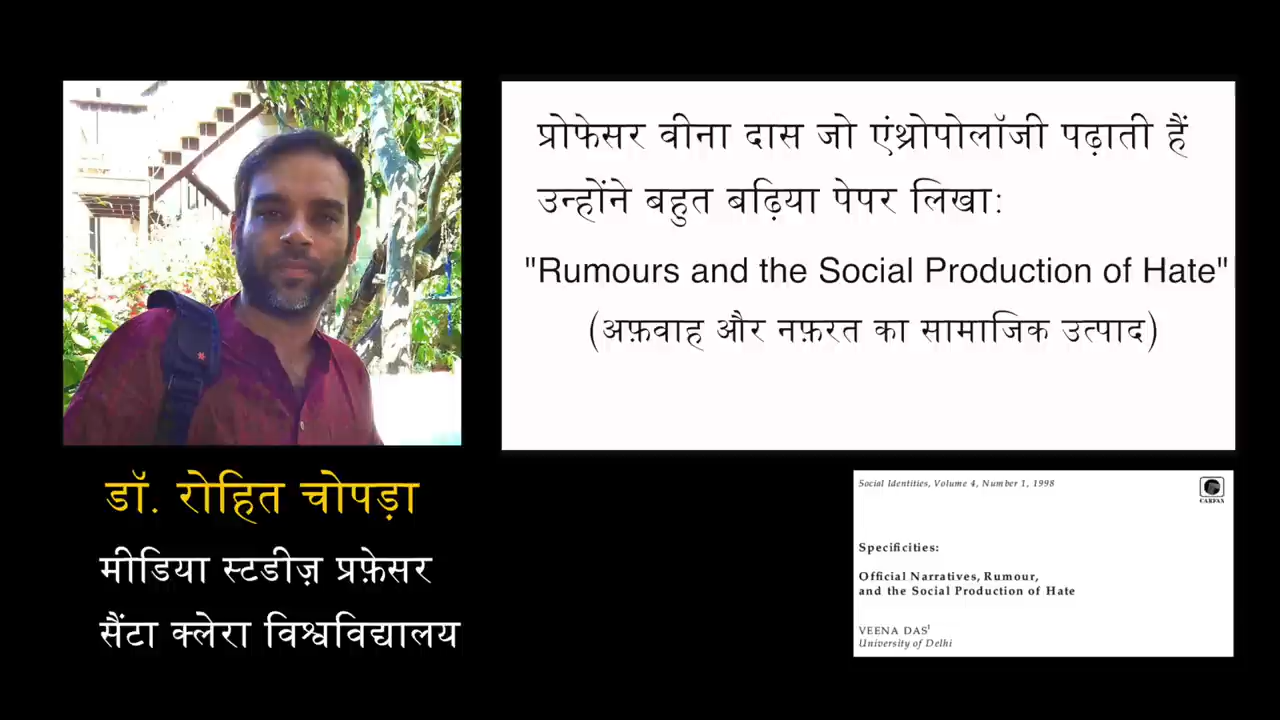 प्रोफेसर वीना दास जो एंथ्रोपोलॉजी पढ़ाती हैं
उन्होंने बहुत बढ़िया पेपर लिखा:
"Rumours and the Social Production of Hate"
(अफ़वाह और नफ़रत का सामाजिक उत्पाद)
डॉ. रोहित चोपड़ा
मीडिया स्टडीज़ प्रफ़ेसर
सैंटा क्लेरा विश्वविद्यालय
Social Identities, Volume 4, Number 1, 1998
CARFAX
Specificities:
Official Narratives, Rumour,
and the Social Production of Hate
VEENA DAS¹
University of Delhi